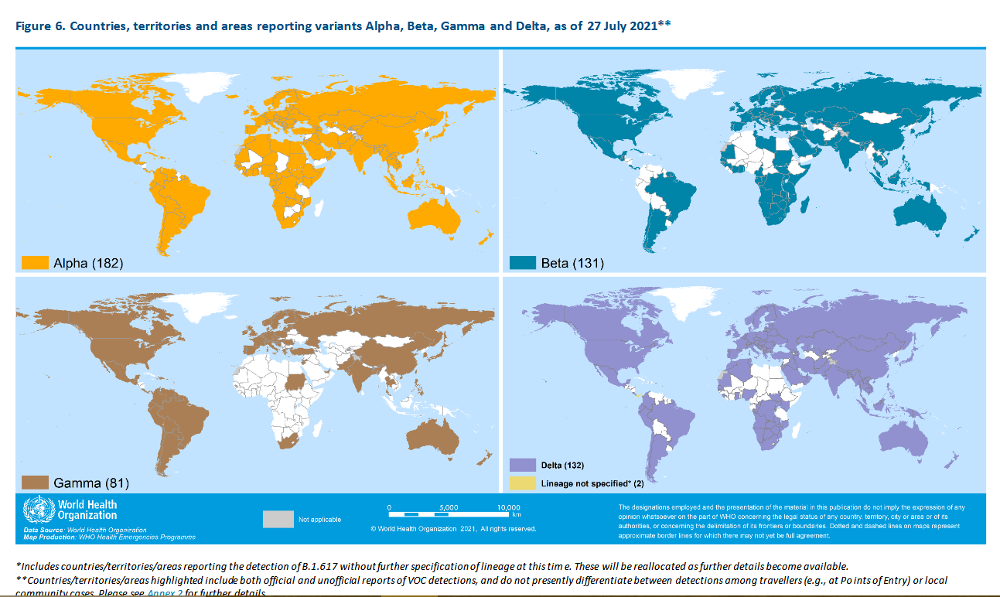 Figure 6. Countries, territories and areas reporting variants Alpha, Beta, Gamma and Delta, as of 27 July 2021**
Alpha (182)
Beta (131)
Gamma (81)
Delta (132)
Lineage not specified* (2)
World Health
Organization
Data Source: World Health Organization
Map Production: WHO Health Emergencies Programme
Not applicable
0 5,000 10,000
km
© World Health Organization 2021, All rights reserved.
The designations employed and the presentation of the material in this publication do not imply the expression of any
opinion whatsoever on the part of WHO concerning the legal status of any country, territory, city or area or of its
authorities, or concerning the delimitation of its frontiers or boundaries. Dotted and dashed lines on maps represent
approximate border lines for which there may not yet be full agreement.
*Includes countries/territories/areas reporting the detection of B.1.617 without further specification of lineage at this tim e. These will be reallocated as further details become available.
**Countries/territories/areas highlighted include both official and unofficial reports of VOC detections, and do not presently differentiate between detections among travellers (e.g., at Po ints of Entry) or local
community cases. Please see Annex 2 for further details.